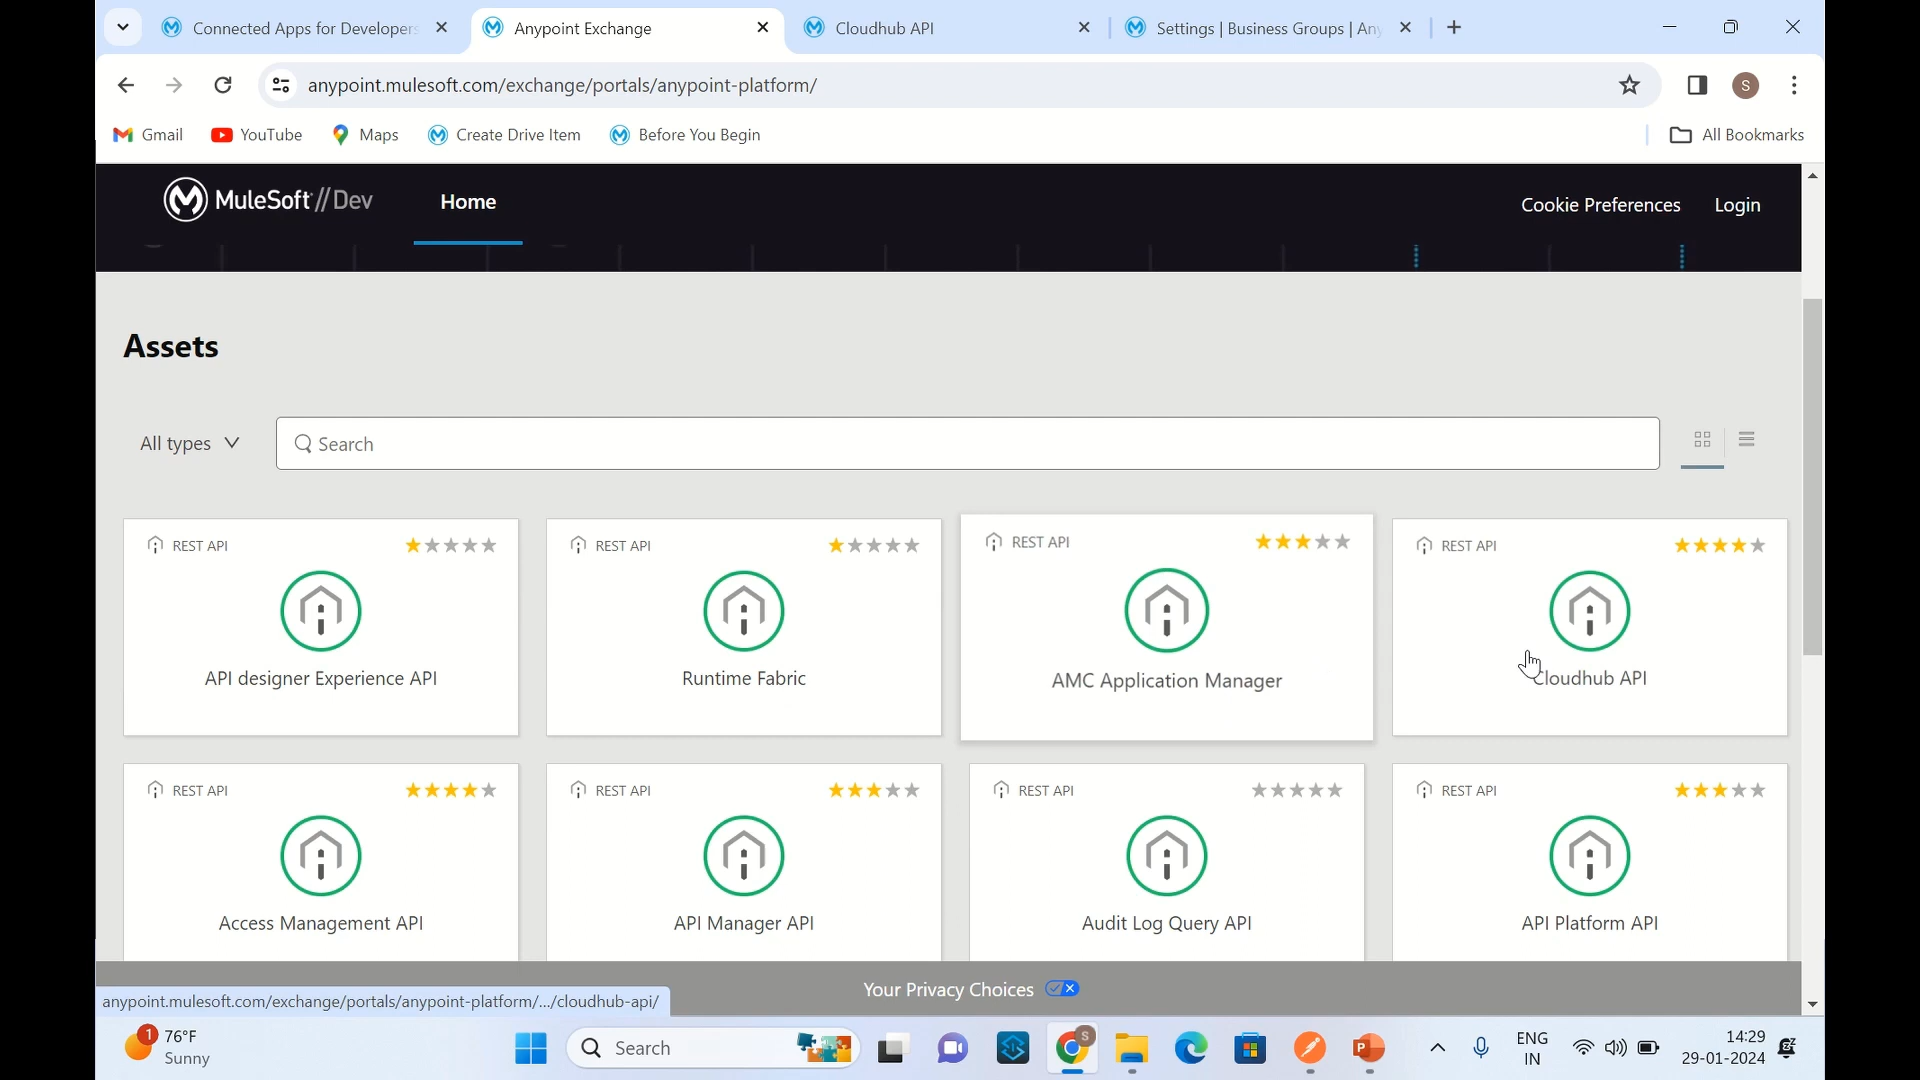 Connected Apps for Developers
Anypoint Exchange
Cloudhub API
Settings | Business Groups | Any
anypoint.mulesoft.com/exchange/portals/anypoint-platform/
S
Gmail
YouTube
Maps
Create Drive Item
Before You Begin
All Bookmarks
MuleSoft //Dev
Home
Cookie Preferences
Login
Assets
All types
Search
REST API
API designer Experience API
REST API
Runtime Fabric
REST API
AMC Application Manager
REST API
Cloudhub API
REST API
Access Management API
REST API
API Manager API
REST API
Audit Log Query API
REST API
API Platform API
Your Privacy Choices
anypoint.mulesoft.com/exchange/portals/anypoint-platform/.../cloudhub-api/
1
76°F
Sunny
Search
S
P
ENG
IN
14:29
29-01-2024